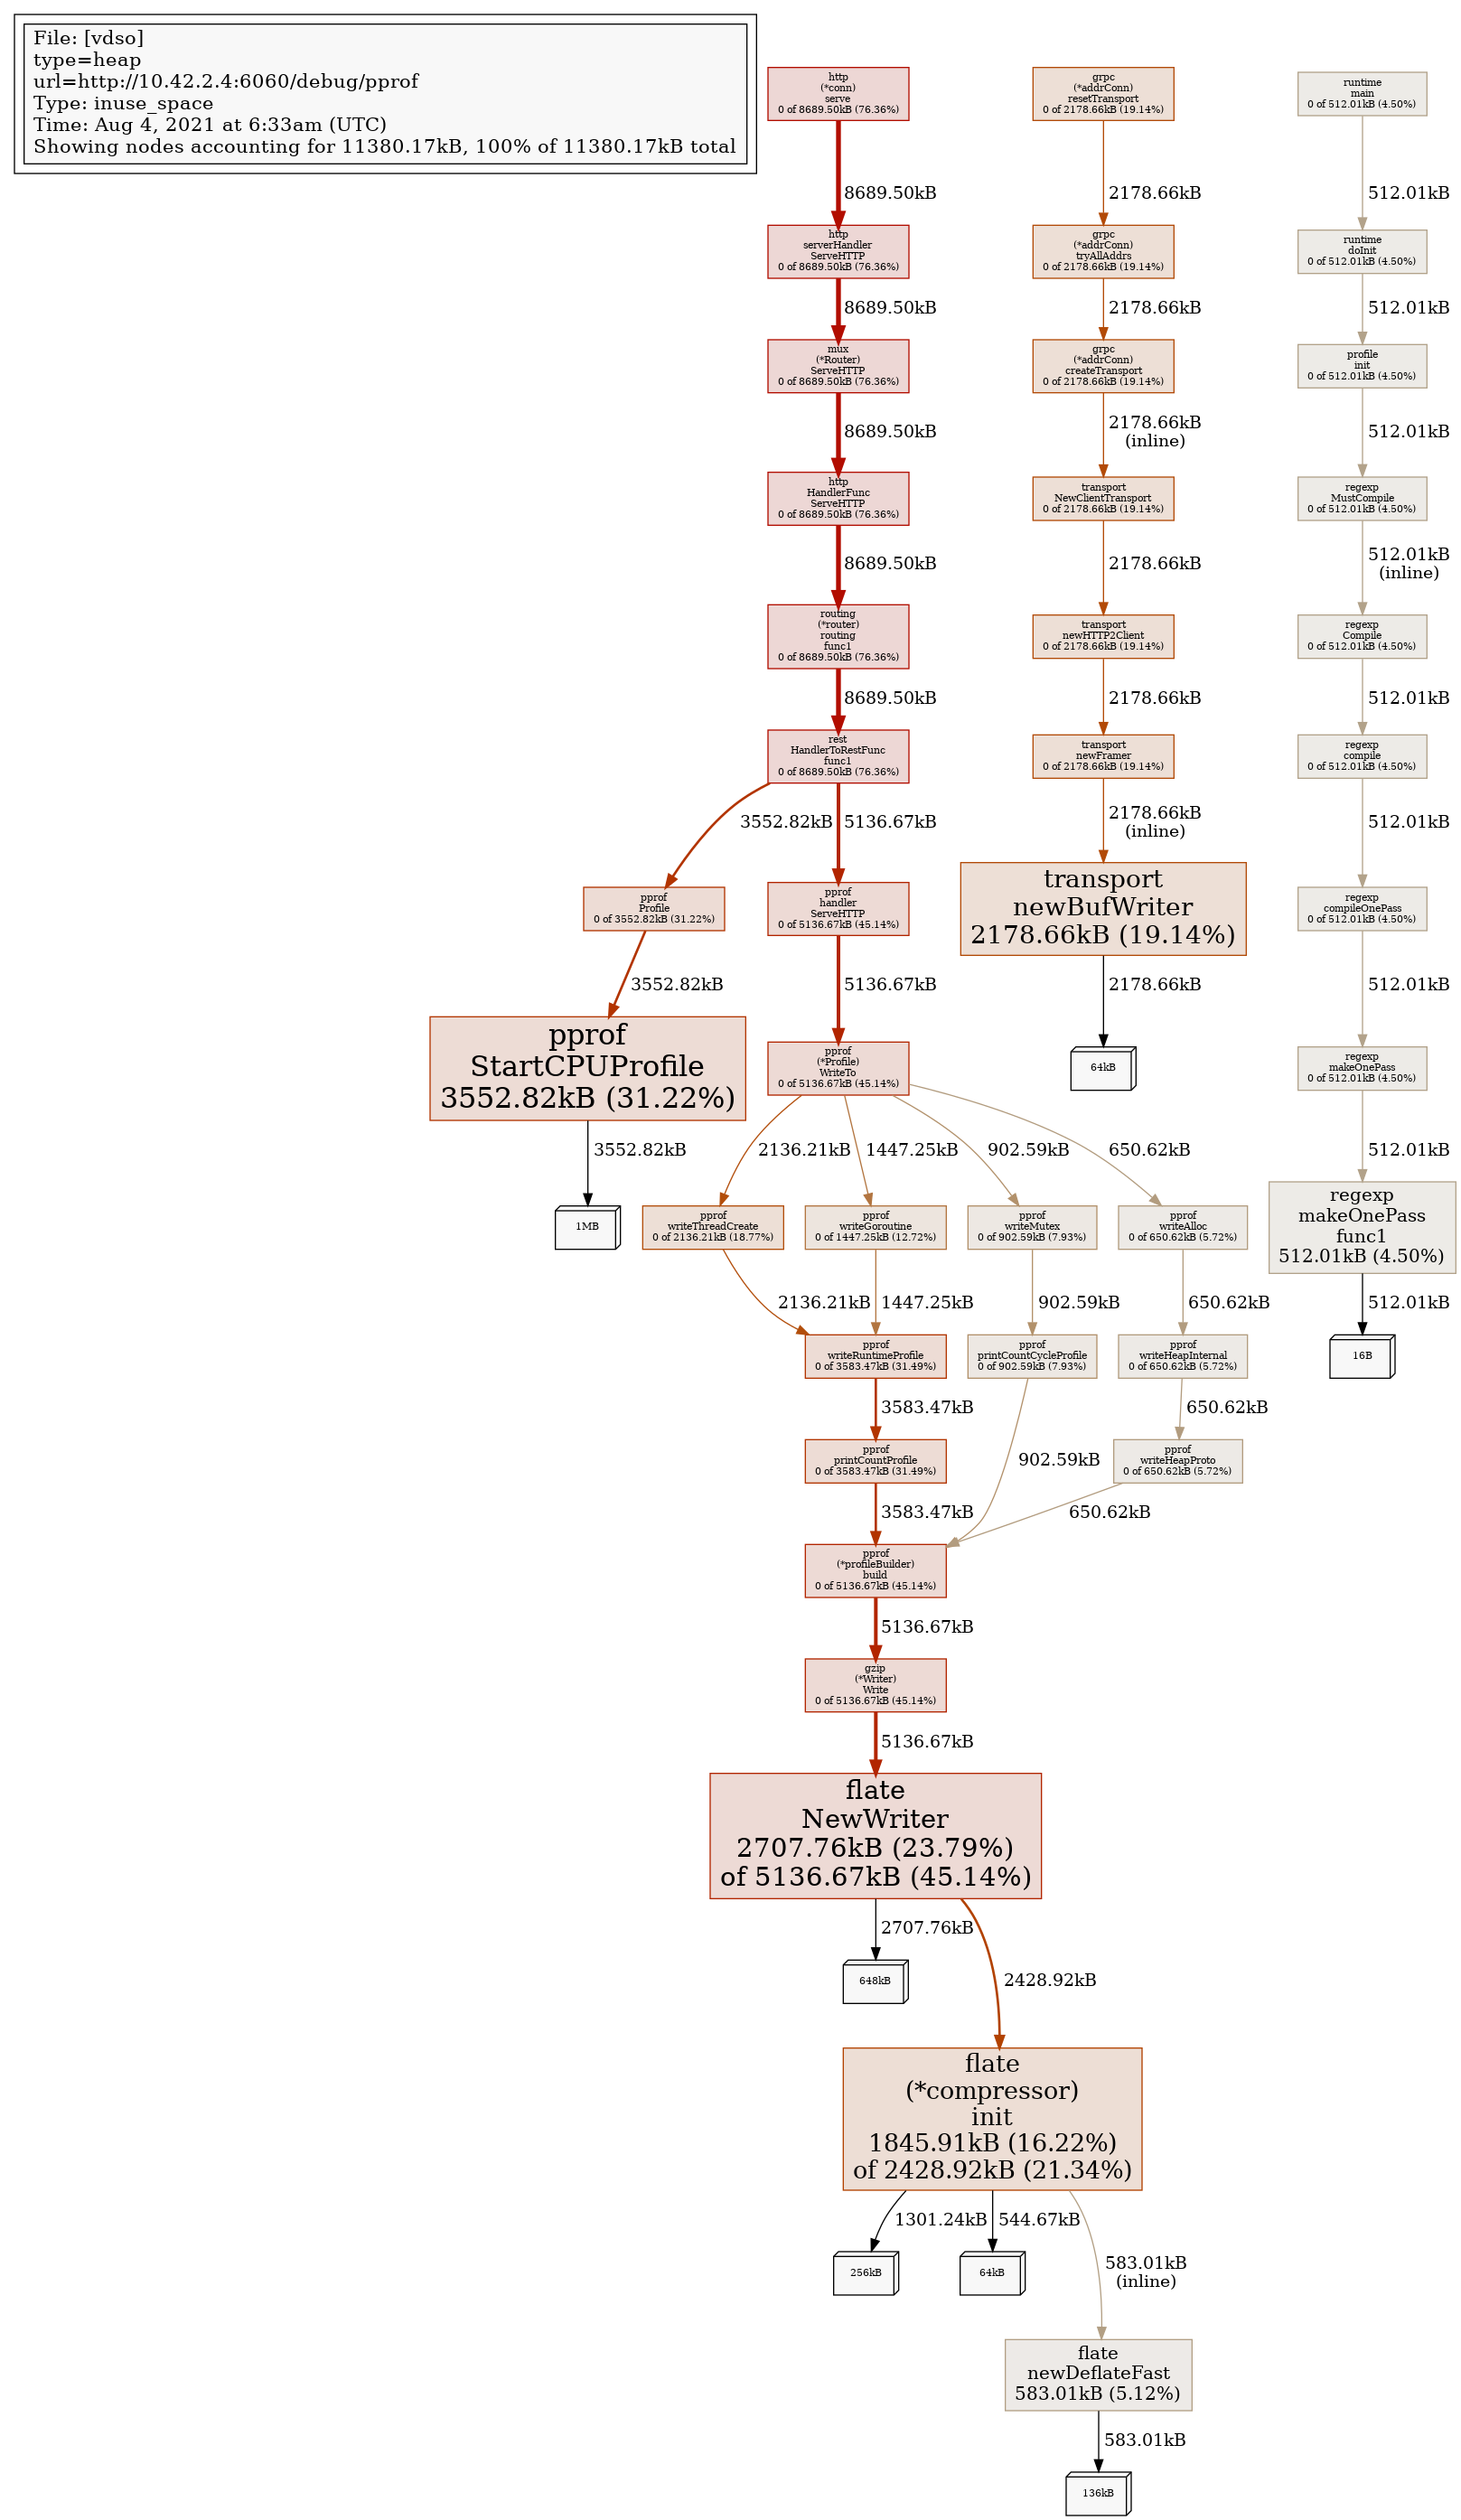 File: [vdso]
type=heap
url=http://10.42.2.4:6060/debug/pprof
Type: inuse_space
Time: Aug 4, 2021 at 6:33am (UTC)
Showing nodes accounting for 11380.17kB, 100% of 11380.17kB total
http
(*conn)
serve
0 of 8689.50kB (76.36%)
grpc
(*addrConn)
resetTransport
0 of 2178.66kB (19.14%)
runtime
main
0 of 512.01kB (4.50%)
8689.50kB
2178.66kB
512.01kB
http
serverHandler
ServeHTTP
0 of 8689.50kB (76.36%)
grpc
(*addrConn)
tryAllAddrs
0 of 2178.66kB (19.14%)
runtime
doInit
0 of 512.01kB (4.50%)
8689.50kB
2178.66kB
512.01kB
mux
(*Router)
ServeHTTP
0 of 8689.50kB (76.36%)
grpc
(*addrConn)
createTransport
0 of 2178.66kB (19.14%)
profile
init
0 of 512.01kB (4.50%)
8689.50kB
2178.66kB
(inline)
512.01kB
http
HandlerFunc
ServeHTTP
0 of 8689.50kB (76.36%)
transport
NewClientTransport
0 of 2178.66kB (19.14%)
regexp
MustCompile
0 of 512.01kB (4.50%)
8689.50kB
2178.66kB
512.01kB
(inline)
routing
(*router)
routing
func1
0 of 8689.50kB (76.36%)
transport
newHTTP2Client
0 of 2178.66kB (19.14%)
regexp
Compile
0 of 512.01kB (4.50%)
8689.50kB
2178.66kB
512.01kB
rest
HandlerToRestFunc
func1
0 of 8689.50kB (76.36%)
transport
newFramer
0 of 2178.66kB (19.14%)
regexp
compile
0 of 512.01kB (4.50%)
3552.82kB
5136.67kB
2178.66kB
(inline)
512.01kB
pprof
Profile
0 of 3552.82kB (31.22%)
pprof
handler
ServeHTTP
0 of 5136.67kB (45.14%)
transport
newBufWriter
2178.66kB (19.14%)
regexp
compileOnePass
0 of 512.01kB (4.50%)
3552.82kB
5136.67kB
2178.66kB
512.01kB
pprof
StartCPUProfile
3552.82kB (31.22%)
pprof
(*Profile)
WriteTo
0 of 5136.67kB (45.14%)
64kB
regexp
makeOnePass
0 of 512.01kB (4.50%)
3552.82kB
2136.21kB
1447.25kB
902.59kB
650.62kB
512.01kB
1MB
pprof
writeThreadCreate
0 of 2136.21kB (18.77%)
pprof
writeGoroutine
0 of 1447.25kB (12.72%)
pprof
writeMutex
0 of 902.59kB (7.93%)
pprof
writeAlloc
0 of 650.62kB (5.72%)
regexp
makeOnePass
func1
512.01kB (4.50%)
2136.21kB
1447.25kB
902.59kB
650.62kB
512.01kB
pprof
writeRuntimeProfile
0 of 3583.47kB (31.49%)
pprof
printCountCycleProfile
0 of 902.59kB (7.93%)
pprof
writeHeapInternal
0 of 650.62kB (5.72%)
16B
3583.47kB
650.62kB
pprof
printCountProfile
0 of 3583.47kB (31.49%)
902.59kB
pprof
writeHeapProto
0 of 650.62kB (5.72%)
3583.47kB
650.62kB
pprof
(*profileBuilder)
build
0 of 5136.67kB (45.14%)
5136.67kB
gzip
(*Writer)
Write
0 of 5136.67kB (45.14%)
5136.67kB
flate
NewWriter
2707.76kB (23.79%)
of 5136.67kB (45.14%)
2707.76kB
648kB
2428.92kB
flate
(*compressor)
init
1845.91kB (16.22%)
of 2428.92kB (21.34%)
1301.24kB
544.67kB
583.01kB
(inline)
256kB
64kB
flate
newDeflateFast
583.01kB (5.12%)
583.01kB
136kB